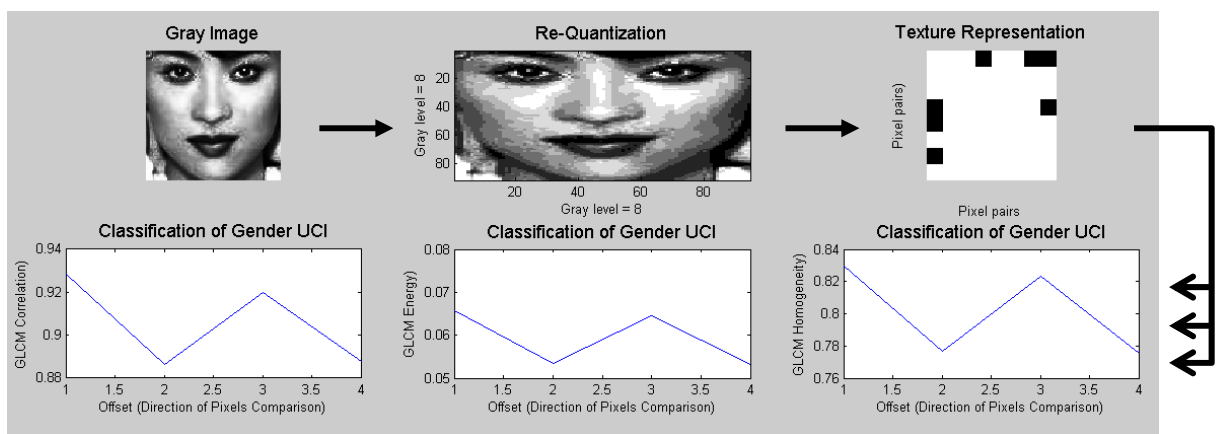 Gray Image
Re-Quantization
Texture Representation
Gray level = 8
20
40
60
80
20
40
60
80
Gray level = 8
Pixel pairs)
Pixel pairs
Classification of Gender UCI
Classification of Gender UCI
Classification of Gender UCI
GLCM Correlation)
0.94
0.92
0.9
0.88
1
1.5
2
2.5
3
3.5
4
Offset (Direction of Pixels Comparison)
GLCM Energy)
0.08
0.07
0.06
0.05
1
1.5
2
2.5
3
3.5
4
Offset (Direction of Pixels Comparison)
GLCM Homogeneity)
0.84
0.82
0.8
0.78
0.76
1
1.5
2
2.5
3
3.5
4
Offset (Direction of Pixels Comparison)